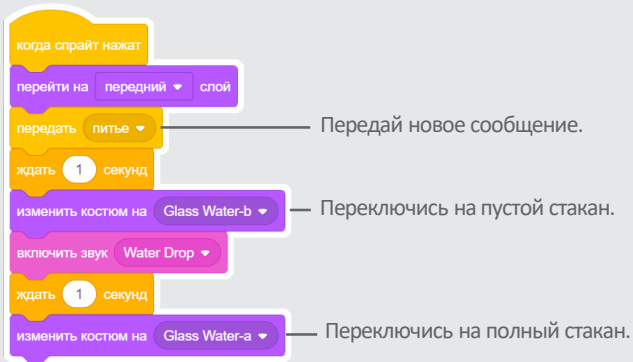 когда спрайт нажат
перейти на передний слой
передать питье
Передай новое сообщение.
ждать 1 секунд
изменить костюм на Glass Water-b
Переключись на пустой стакан.
включить звук Water Drop
ждать 1 секунд
изменить костюм на Glass Water-a
Переключись на полный стакан.